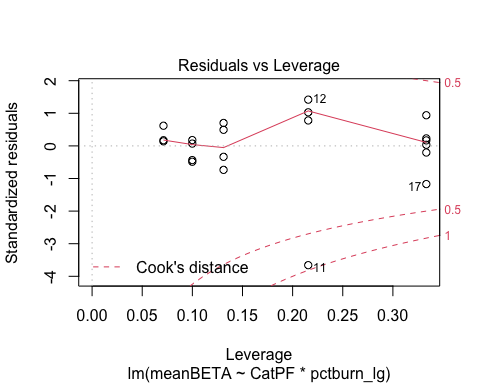 Residuals vs Leverage
Standardized residuals
2
1
0
-1
-2
-3
-4
0.5
12
17
0.5
1
11
Cook's distance
0.00 0.05 0.10 0.15 0.20 0.25 0.30
Leverage
lm(meanBETA ~ CatPF * pctburn_lg)